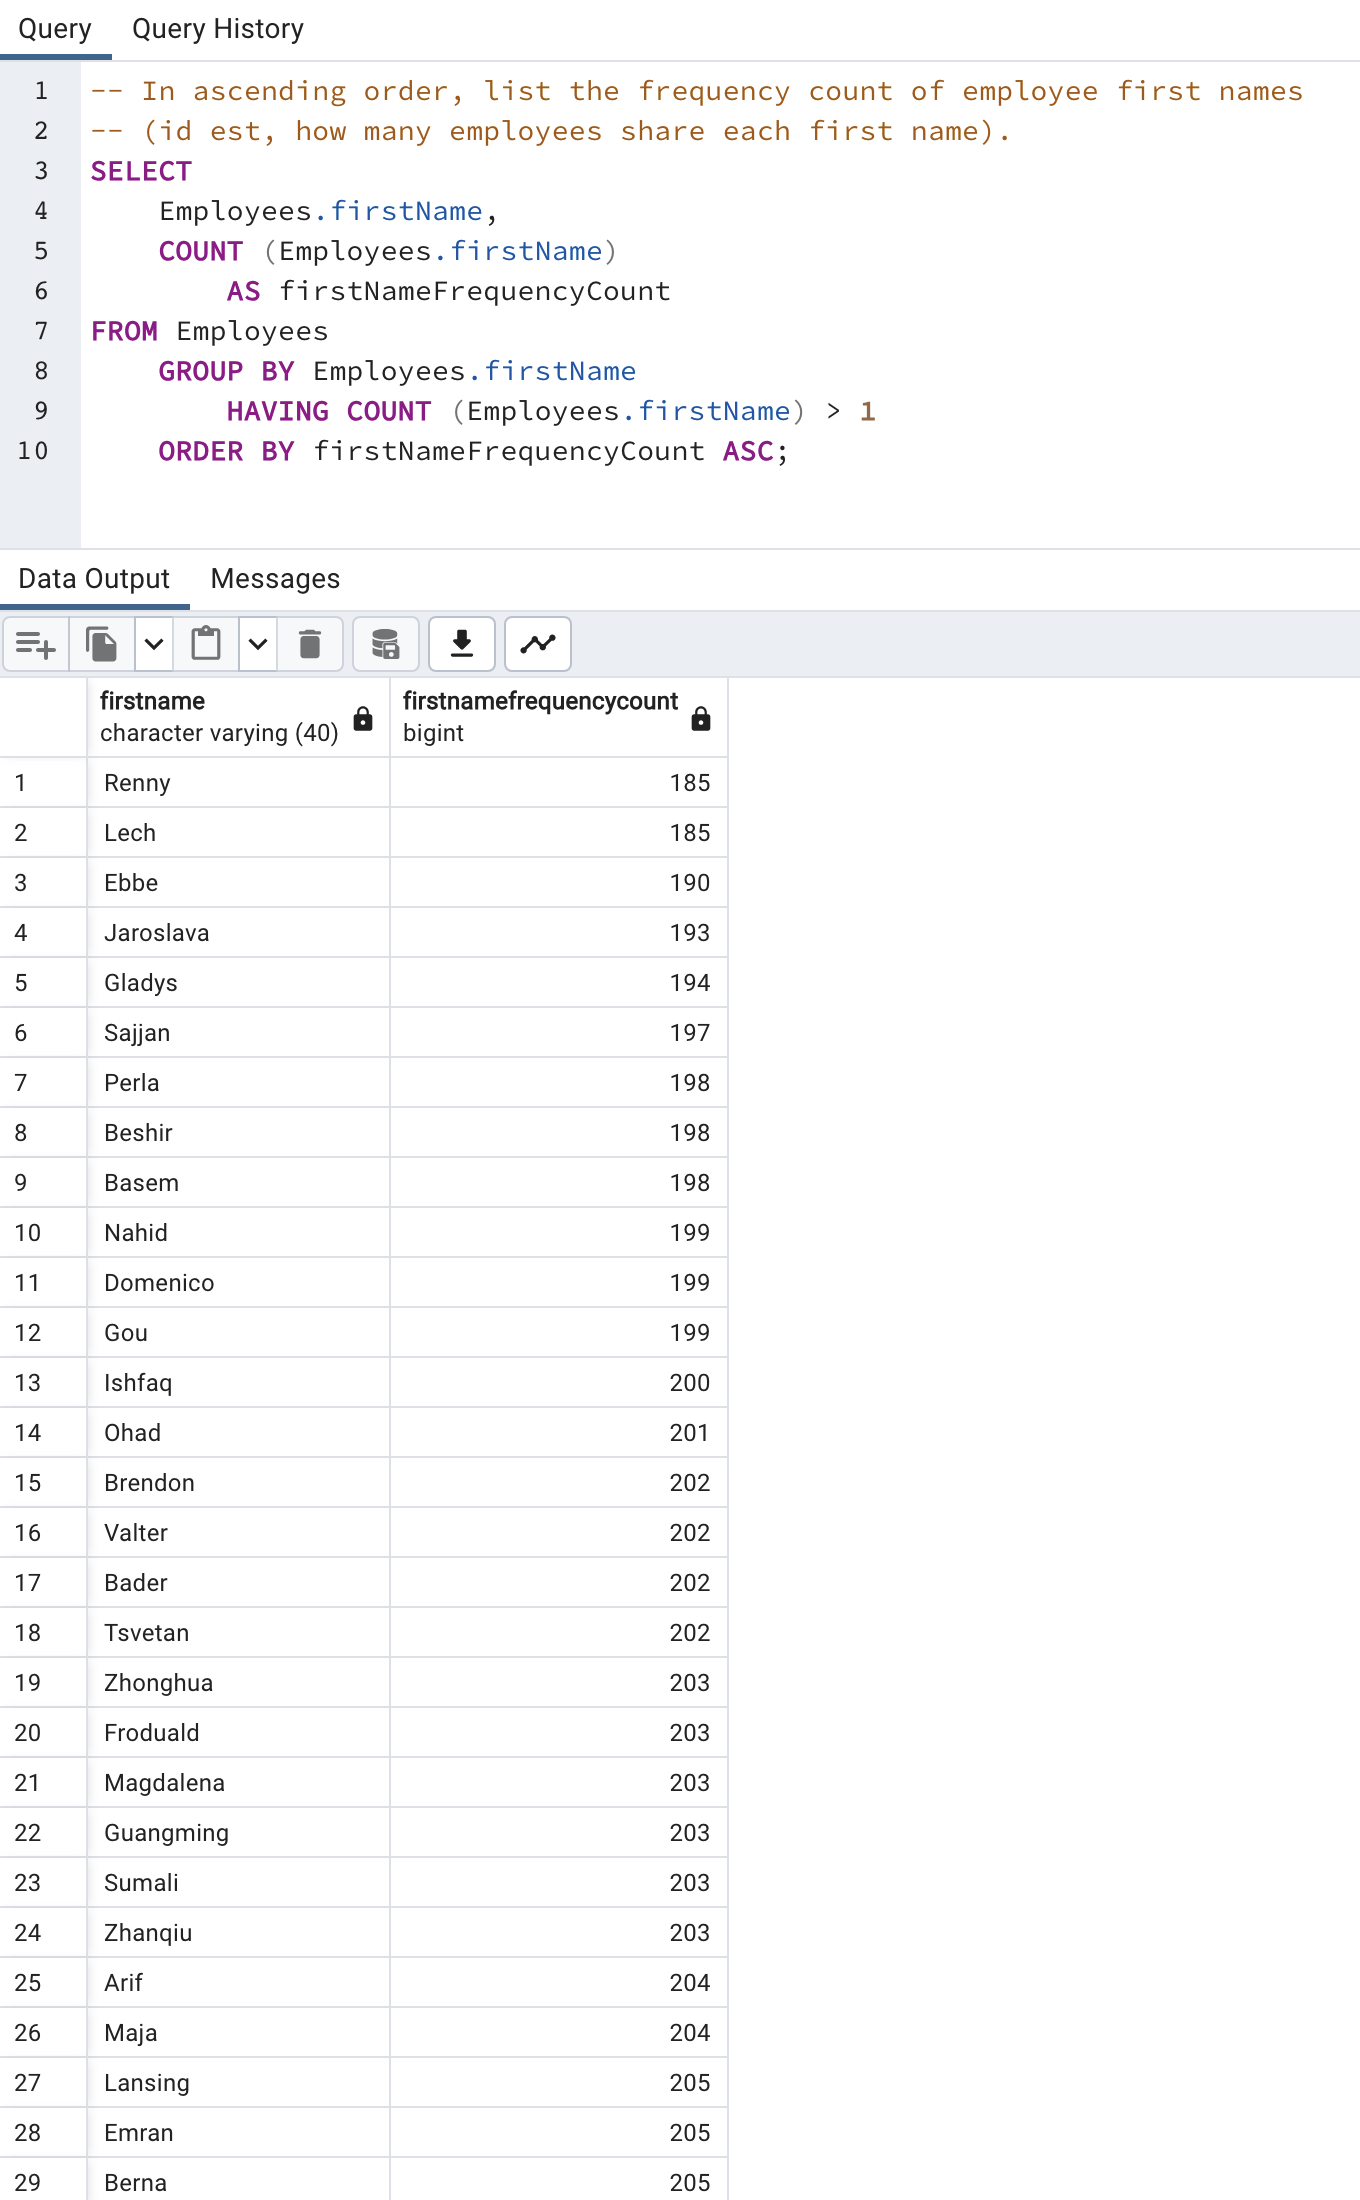 Query Query History
1 -- In ascending order, list the frequency count of employee first names
2 -- (id est, how many employees share each first name).
3 SELECT
4 Employees.firstName,
5 COUNT (Employees.firstName)
6 AS firstNameFrequencyCount
7 FROM Employees
8 GROUP BY Employees.firstName
9 HAVING COUNT (Employees.firstName) > 1
10 ORDER BY firstNameFrequencyCount ASC;
Data Output Messages
firstname firstnamefrequencycount
character varying (40) bigint
1 Renny 185
2 Lech 185
3 Ebbe 190
4 Jaroslava 193
5 Gladys 194
6 Sajjan 197
7 Perla 198
8 Beshir 198
9 Basem 198
10 Nahid 199
11 Domenico 199
12 Gou 199
13 Ishfaq 200
14 Ohad 201
15 Brendon 202
16 Valter 202
17 Bader 202
18 Tsvetan 202
19 Zhonghua 203
20 Froduald 203
21 Magdalena 203
22 Guangming 203
23 Sumali 203
24 Zhanqiu 203
25 Arif 204
26 Maja 204
27 Lansing 205
28 Emran 205
29 Berna 205